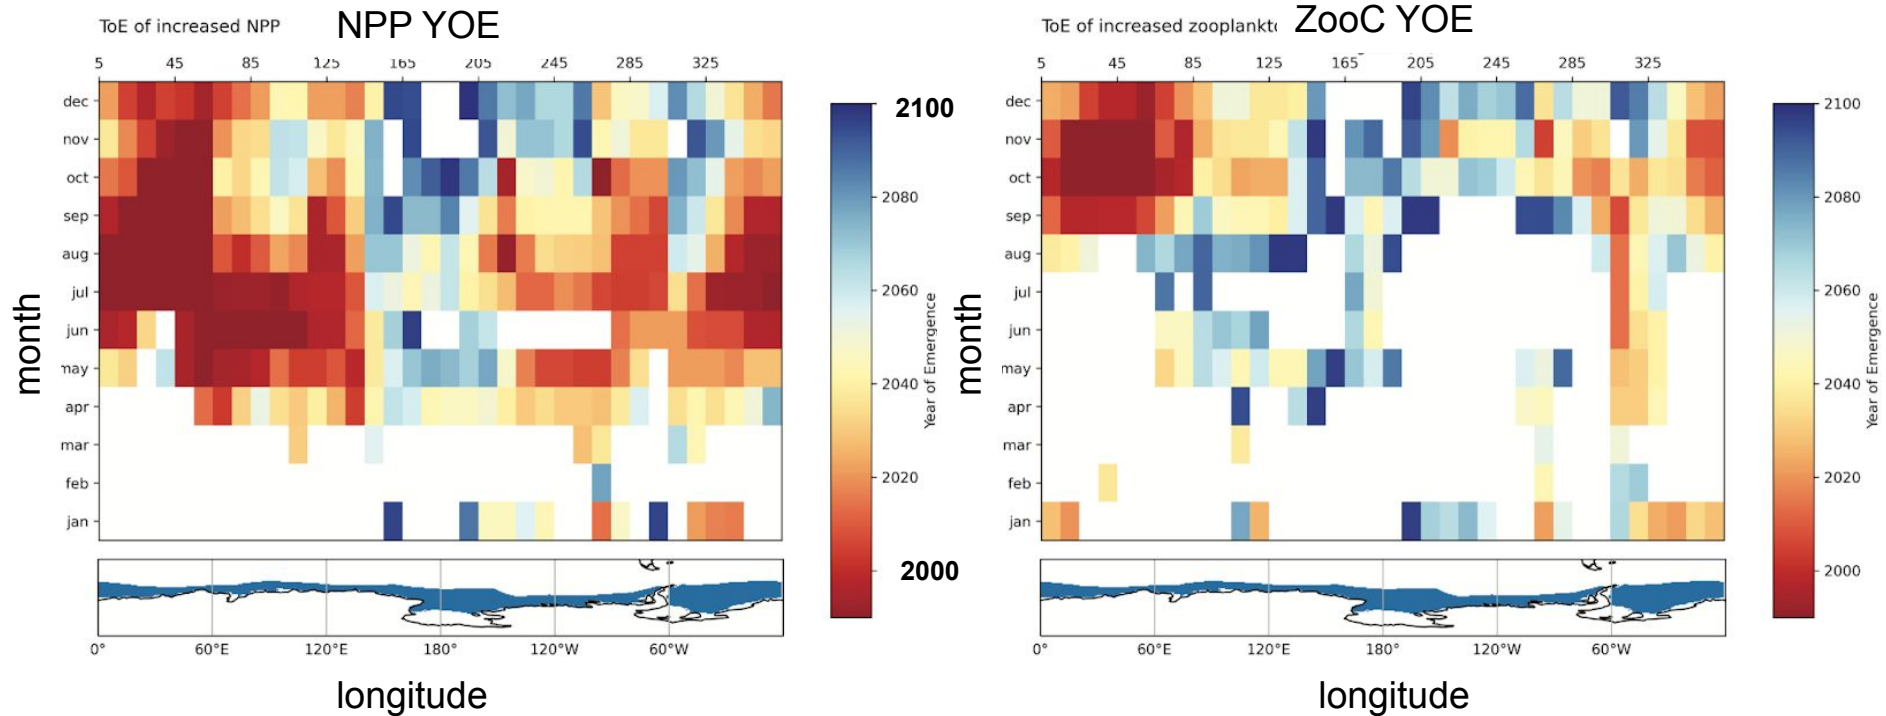 ToE of increased NPP
NPP YOE
5 45 85 125 165 205 245 285 325
dec
nov
oct
sep
aug
jul
jun
may
apr
mar
feb
jan
month
2100
2080
2060
2040
2020
2000
Year of Emergence
0° 60°E 120°E 180° 120°W 60°W
longitude
ToE of increased
ZooC YOE
5 45 85 125 165 205 245 285 325
dec
nov
oct
sep
aug
jul
jun
may
apr
mar
feb
jan
month
2100
2080
2060
2040
2020
2000
Year of Emergence
0° 60°E 120°E 180° 120°W 60°W
longitude